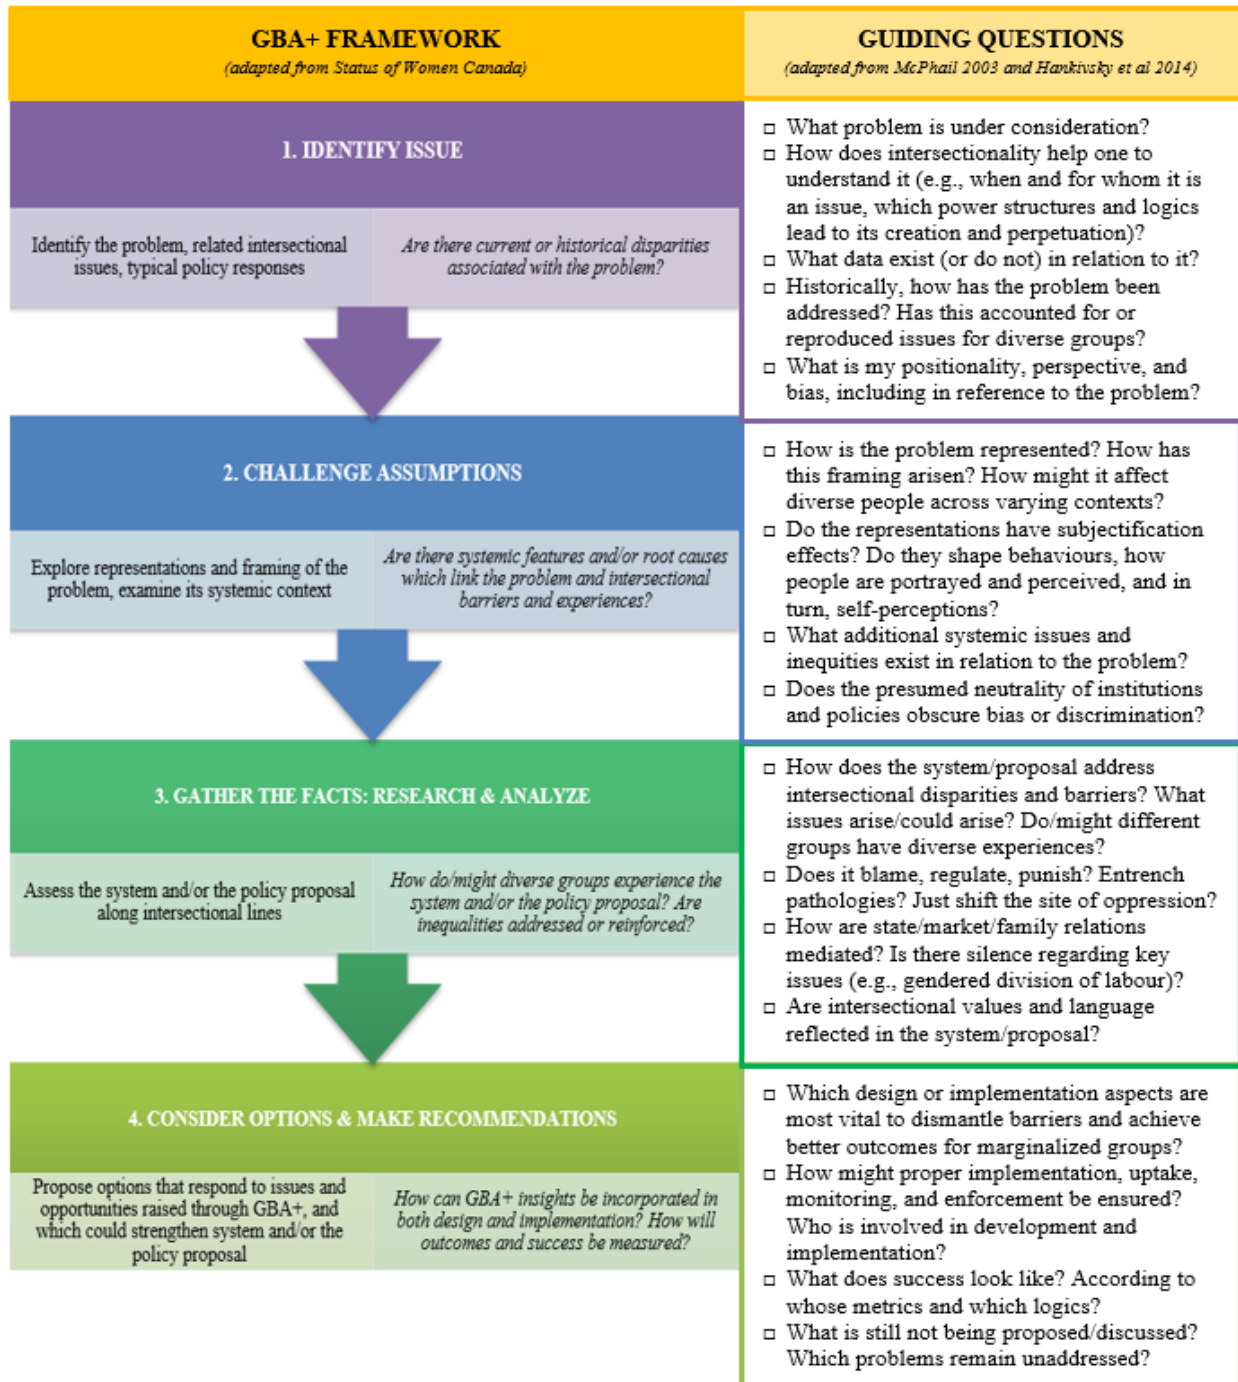 GBA+ FRAMEWORK
(adapted from Status of Women Canada)
GUIDING QUESTIONS
(adapted from McPhail 2003 and Hankivsky et al 2014)
1. IDENTIFY ISSUE
Identify the problem, related intersectional
issues, typical policy responses
Are there current or historical disparities
associated with the problem?
□ What problem is under consideration?
□ How does intersectionality help one to
understand it (e.g., when and for whom it is
an issue, which power structures and logics
lead to its creation and perpetuation)?
□ What data exist (or do not) in relation to it?
□ Historically, how has the problem been
addressed? Has this accounted for or
reproduced issues for diverse groups?
□ What is my positionality, perspective, and
bias, including in reference to the problem?
2. CHALLENGE ASSUMPTIONS
Explore representations and framing of the
problem, examine its systemic context
Are there systemic features and/or root causes
which link the problem and intersectional
barriers and experiences?
□ How is the problem represented? How has
this framing arisen? How might it affect
diverse people across varying contexts?
□ Do the representations have subjectification
effects? Do they shape behaviours, how
people are portrayed and perceived, and in
turn, self-perceptions?
□ What additional systemic issues and
inequities exist in relation to the problem?
□ Does the presumed neutrality of institutions
and policies obscure bias or discrimination?
3. GATHER THE FACTS: RESEARCH & ANALYZE
Assess the system and/or the policy proposal
along intersectional lines
How do/might diverse groups experience the
system and/or the policy proposal? Are
inequalities addressed or reinforced?
□ How does the system/proposal address
intersectional disparities and barriers? What
issues arise/could arise? Do/might different
groups have diverse experiences?
□ Does it blame, regulate, punish? Entrench
pathologies? Just shift the site of oppression?
□ How are state/market/family relations
mediated? Is there silence regarding key
issues (e.g., gendered division of labour)?
□ Are intersectional values and language
reflected in the system/proposal?
4. CONSIDER OPTIONS & MAKE RECOMMENDATIONS
Propose options that respond to issues and
opportunities raised through GBA+, and
which could strengthen system and/or the
policy proposal
How can GBA+ insights be incorporated in
both design and implementation? How will
outcomes and success be measured?
□ Which design or implementation aspects are
most vital to dismantle barriers and achieve
better outcomes for marginalized groups?
□ How might proper implementation, uptake,
monitoring, and enforcement be ensured?
Who is involved in development and
implementation?
□ What does success look like? According to
whose metrics and which logics?
□ What is still not being proposed/discussed?
Which problems remain unaddressed?